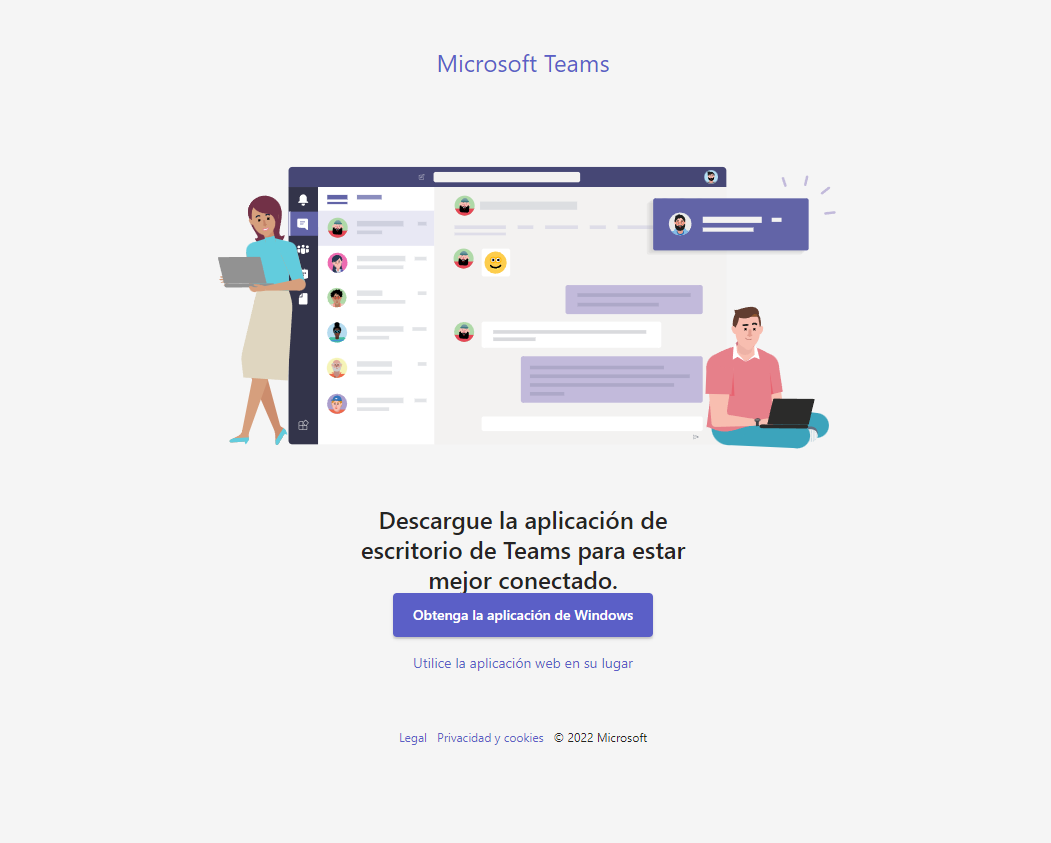 Microsoft Teams
Descargue la aplicación de
escritorio de Teams para estar
mejor conectado.
Obtenga la aplicación de Windows
Utilice la aplicación web en su lugar
Legal Privacidad y cookies © 2022 Microsoft